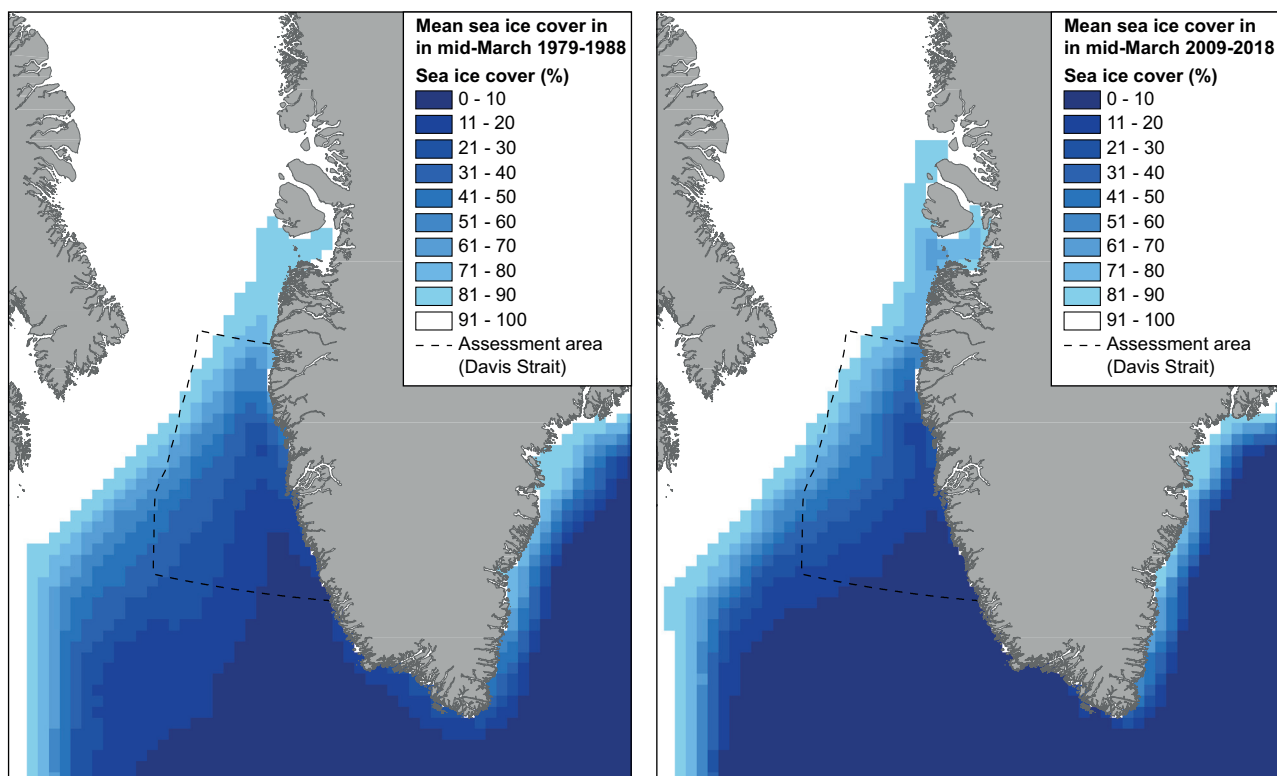 Mean sea ice cover in
in mid-March 1979-1988
Sea ice cover (%)
0 - 10
11 - 20
21 - 30
31 - 40
41 - 50
51 - 60
61 - 70
71 - 80
81 - 90
91 - 100
Assessment area
(Davis Strait)
Mean sea ice cover in
in mid-March 2009-2018
Sea ice cover (%)
0 - 10
11 - 20
21 - 30
31 - 40
41 - 50
51 - 60
61 - 70
71 - 80
81 - 90
91 - 100
Assessment area
(Davis Strait)